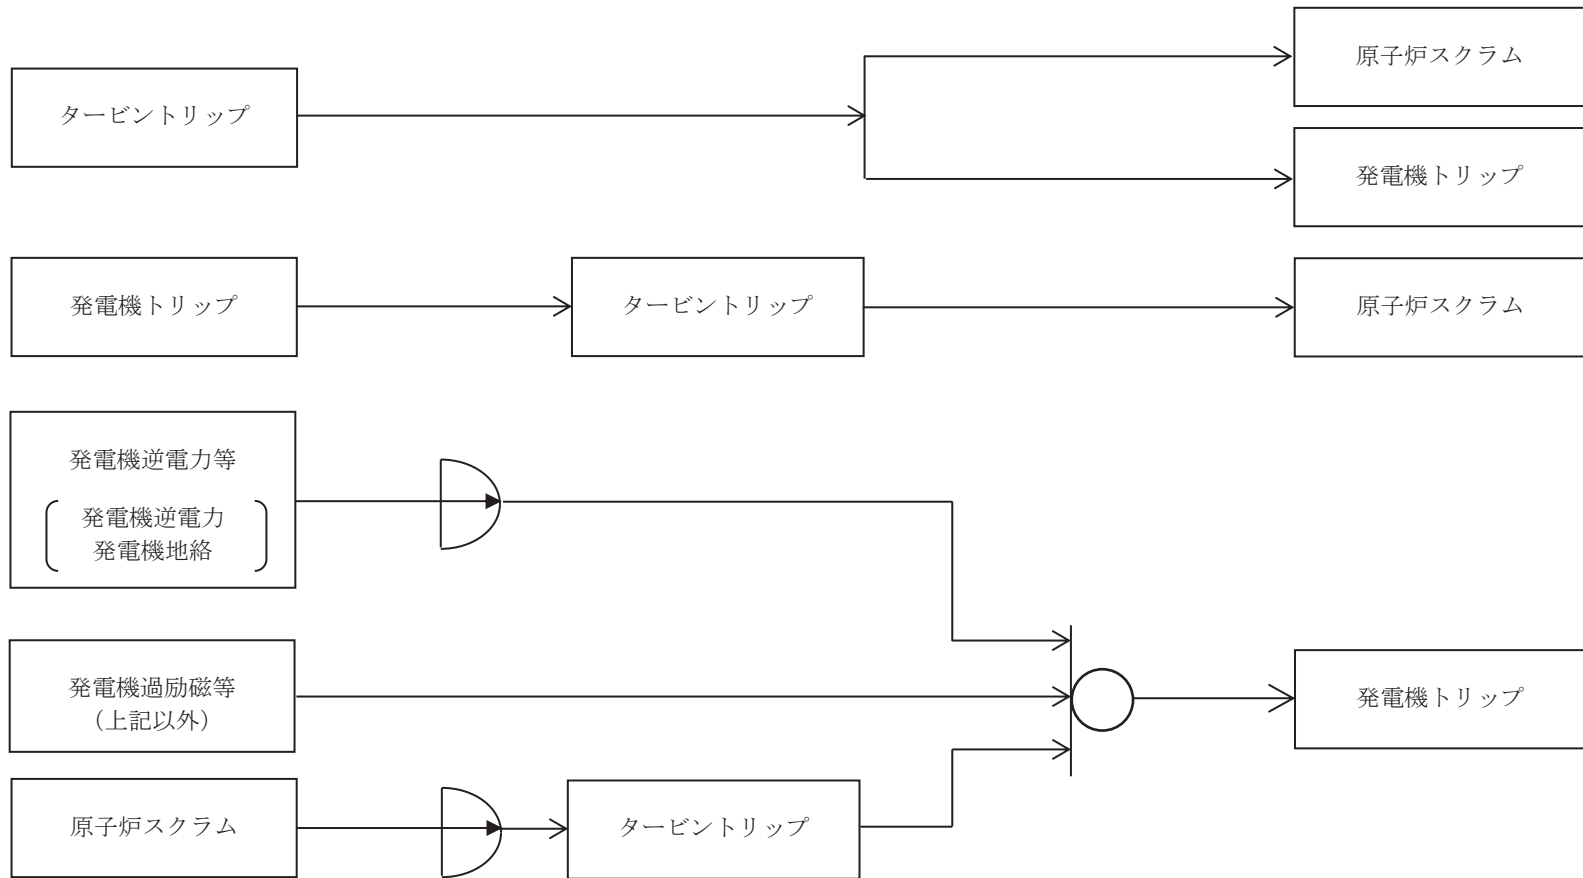 タービントリップ
原子炉スクラム
発電機トリップ
発電機トリップ
タービントリップ
原子炉スクラム
発電機逆電力等
発電機逆電力
発電機地絡
発電機過励磁等
（上記以外）
発電機トリップ
原子炉スクラム
タービントリップ